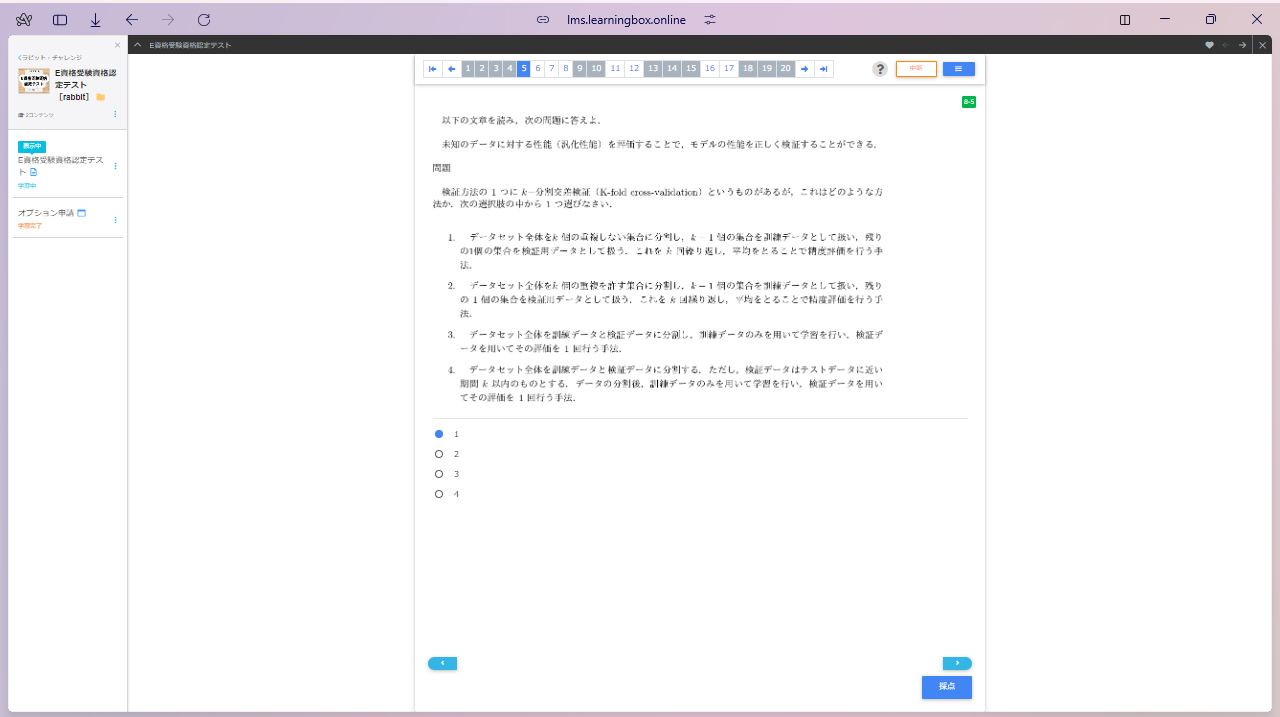 lms.learningbox.online
E資格受験資格認定テスト
くラビット・チャレンジ
E資格受験資格認定テスト
[rabbit]
2コンテンツ
表示中
E資格受験資格認定テスト
学習中
オプション申請
学習完了
1 2 3 4 5 6 7 8 9 10 11 12 13 14 15 16 17 18 19 20
?
中断
8-5
以下の文章を読み，次の問題に答えよ．
未知のデータに対する性能（汎化性能）を評価することで，モデルの性能を正しく検証することができる．
問題
検証方法の 1 つに k−分割交差検証（K-fold cross-validation）というものがあるが，これはどのような方
法か．次の選択肢の中から 1 つ選びなさい．
1. データセット全体をk 個の重複しない集合に分割し，k − 1 個の集合を訓練データとして扱い，残り
の1個の集合を検証用データとして扱う．これを k 回繰り返し，平均をとることで精度評価を行う手
法．
2. データセット全体をk 個の重複を許す集合に分割し，k − 1 個の集合を訓練データとして扱い，残り
の 1 個の集合を検証用データとして扱う．これを k 回繰り返し，平均をとることで精度評価を行う手
法．
3. データセット全体を訓練データと検証データに分割し，訓練データのみを用いて学習を行い，検証デ
ータを用いてその評価を 1 回行う手法．
4. データセット全体を訓練データと検証データに分割する．ただし，検証データはテストデータに近い
期間 k 以内のものとする．データの分割後，訓練データのみを用いて学習を行い，検証データを用い
てその評価を 1 回行う手法．
1
2
3
4
採点